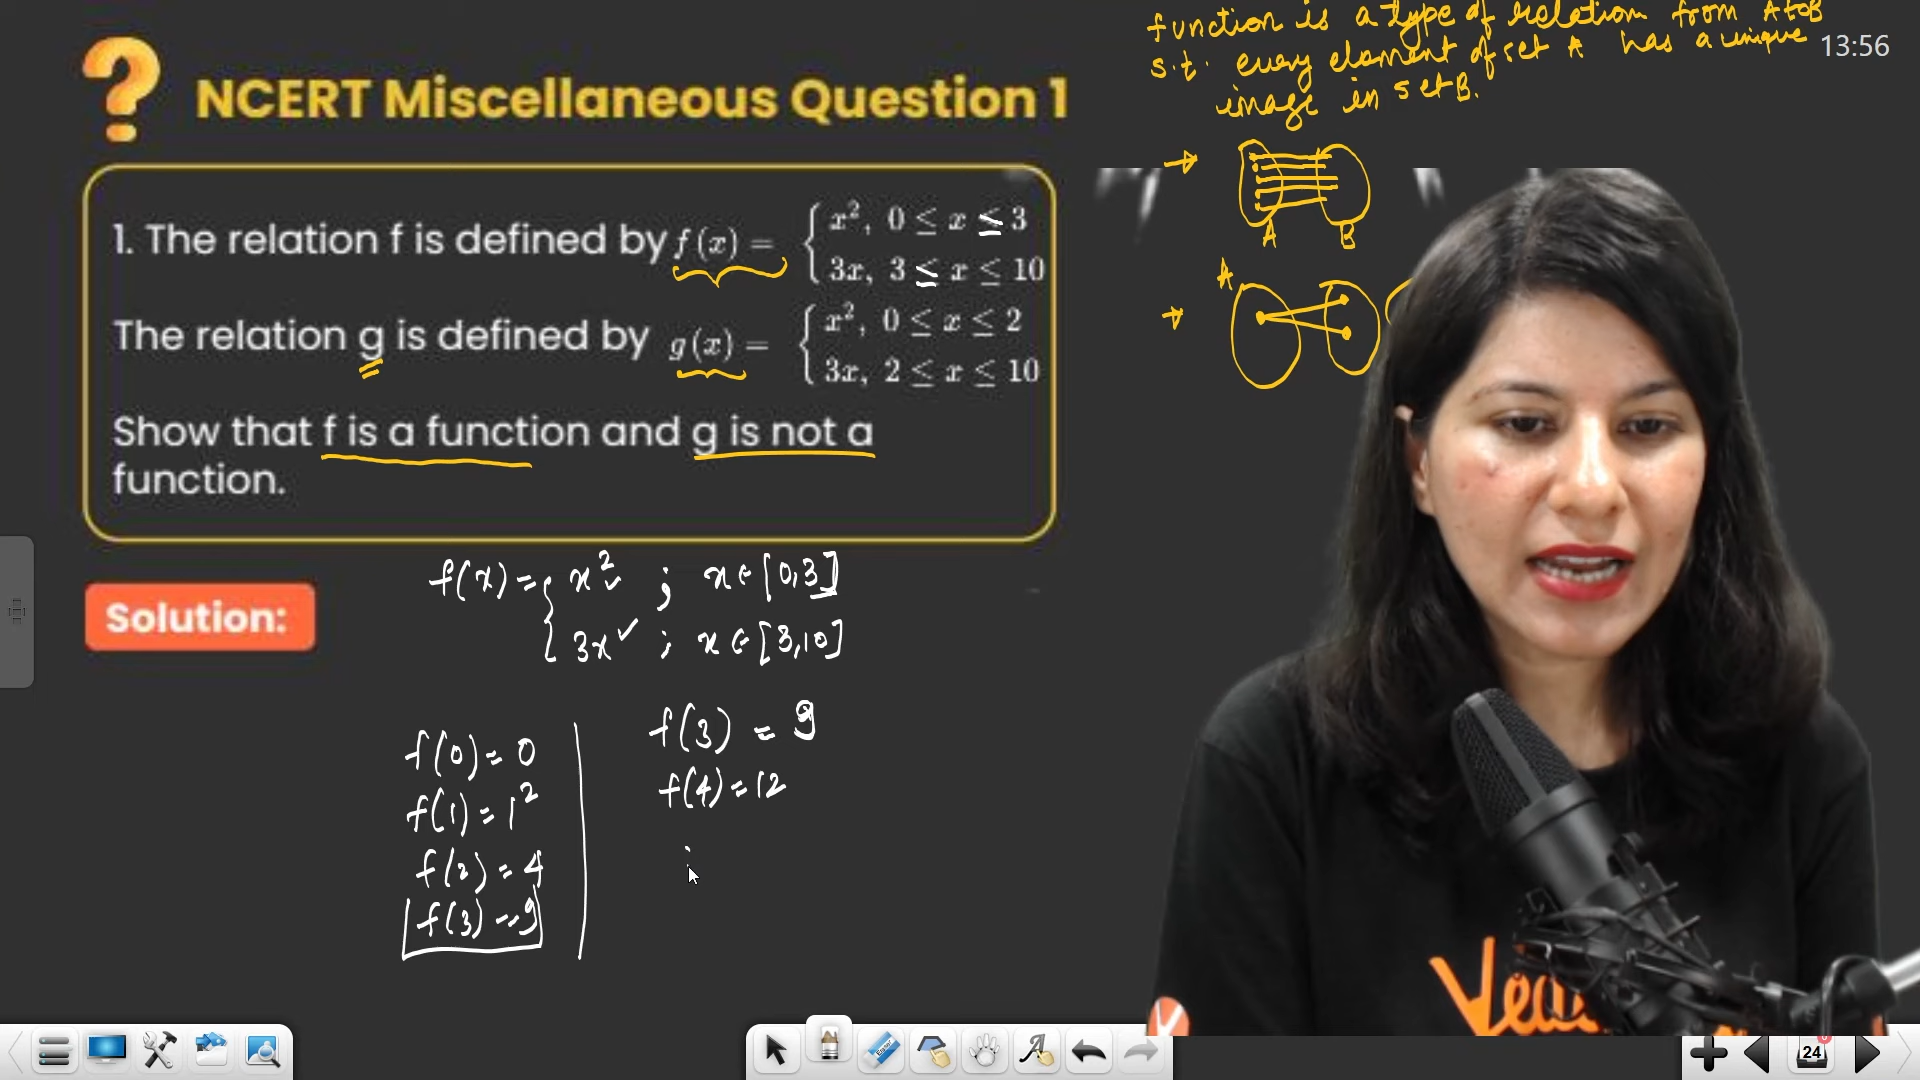 function is a type of relation from A to B
s.t. every element of set A has a unique
image in set B.
13:56
NCERT Miscellaneous Question 1
A B
A
1. The relation f is defined by f(x) = { x², 0 ≤ x ≤ 3
3x, 3 ≤ x ≤ 10
The relation g is defined by g(x) = { x², 0 ≤ x ≤ 2
3x, 2 ≤ x ≤ 10
Show that f is a function and g is not a
function.
Solution:
f(x) = { x² ; x ∈ [0,3]
3x ; x ∈ [3,10]
f(0) = 0
f(1) = 1²
f(2) = 4
f(3) = 9
f(3) = 9
f(4) = 12
24